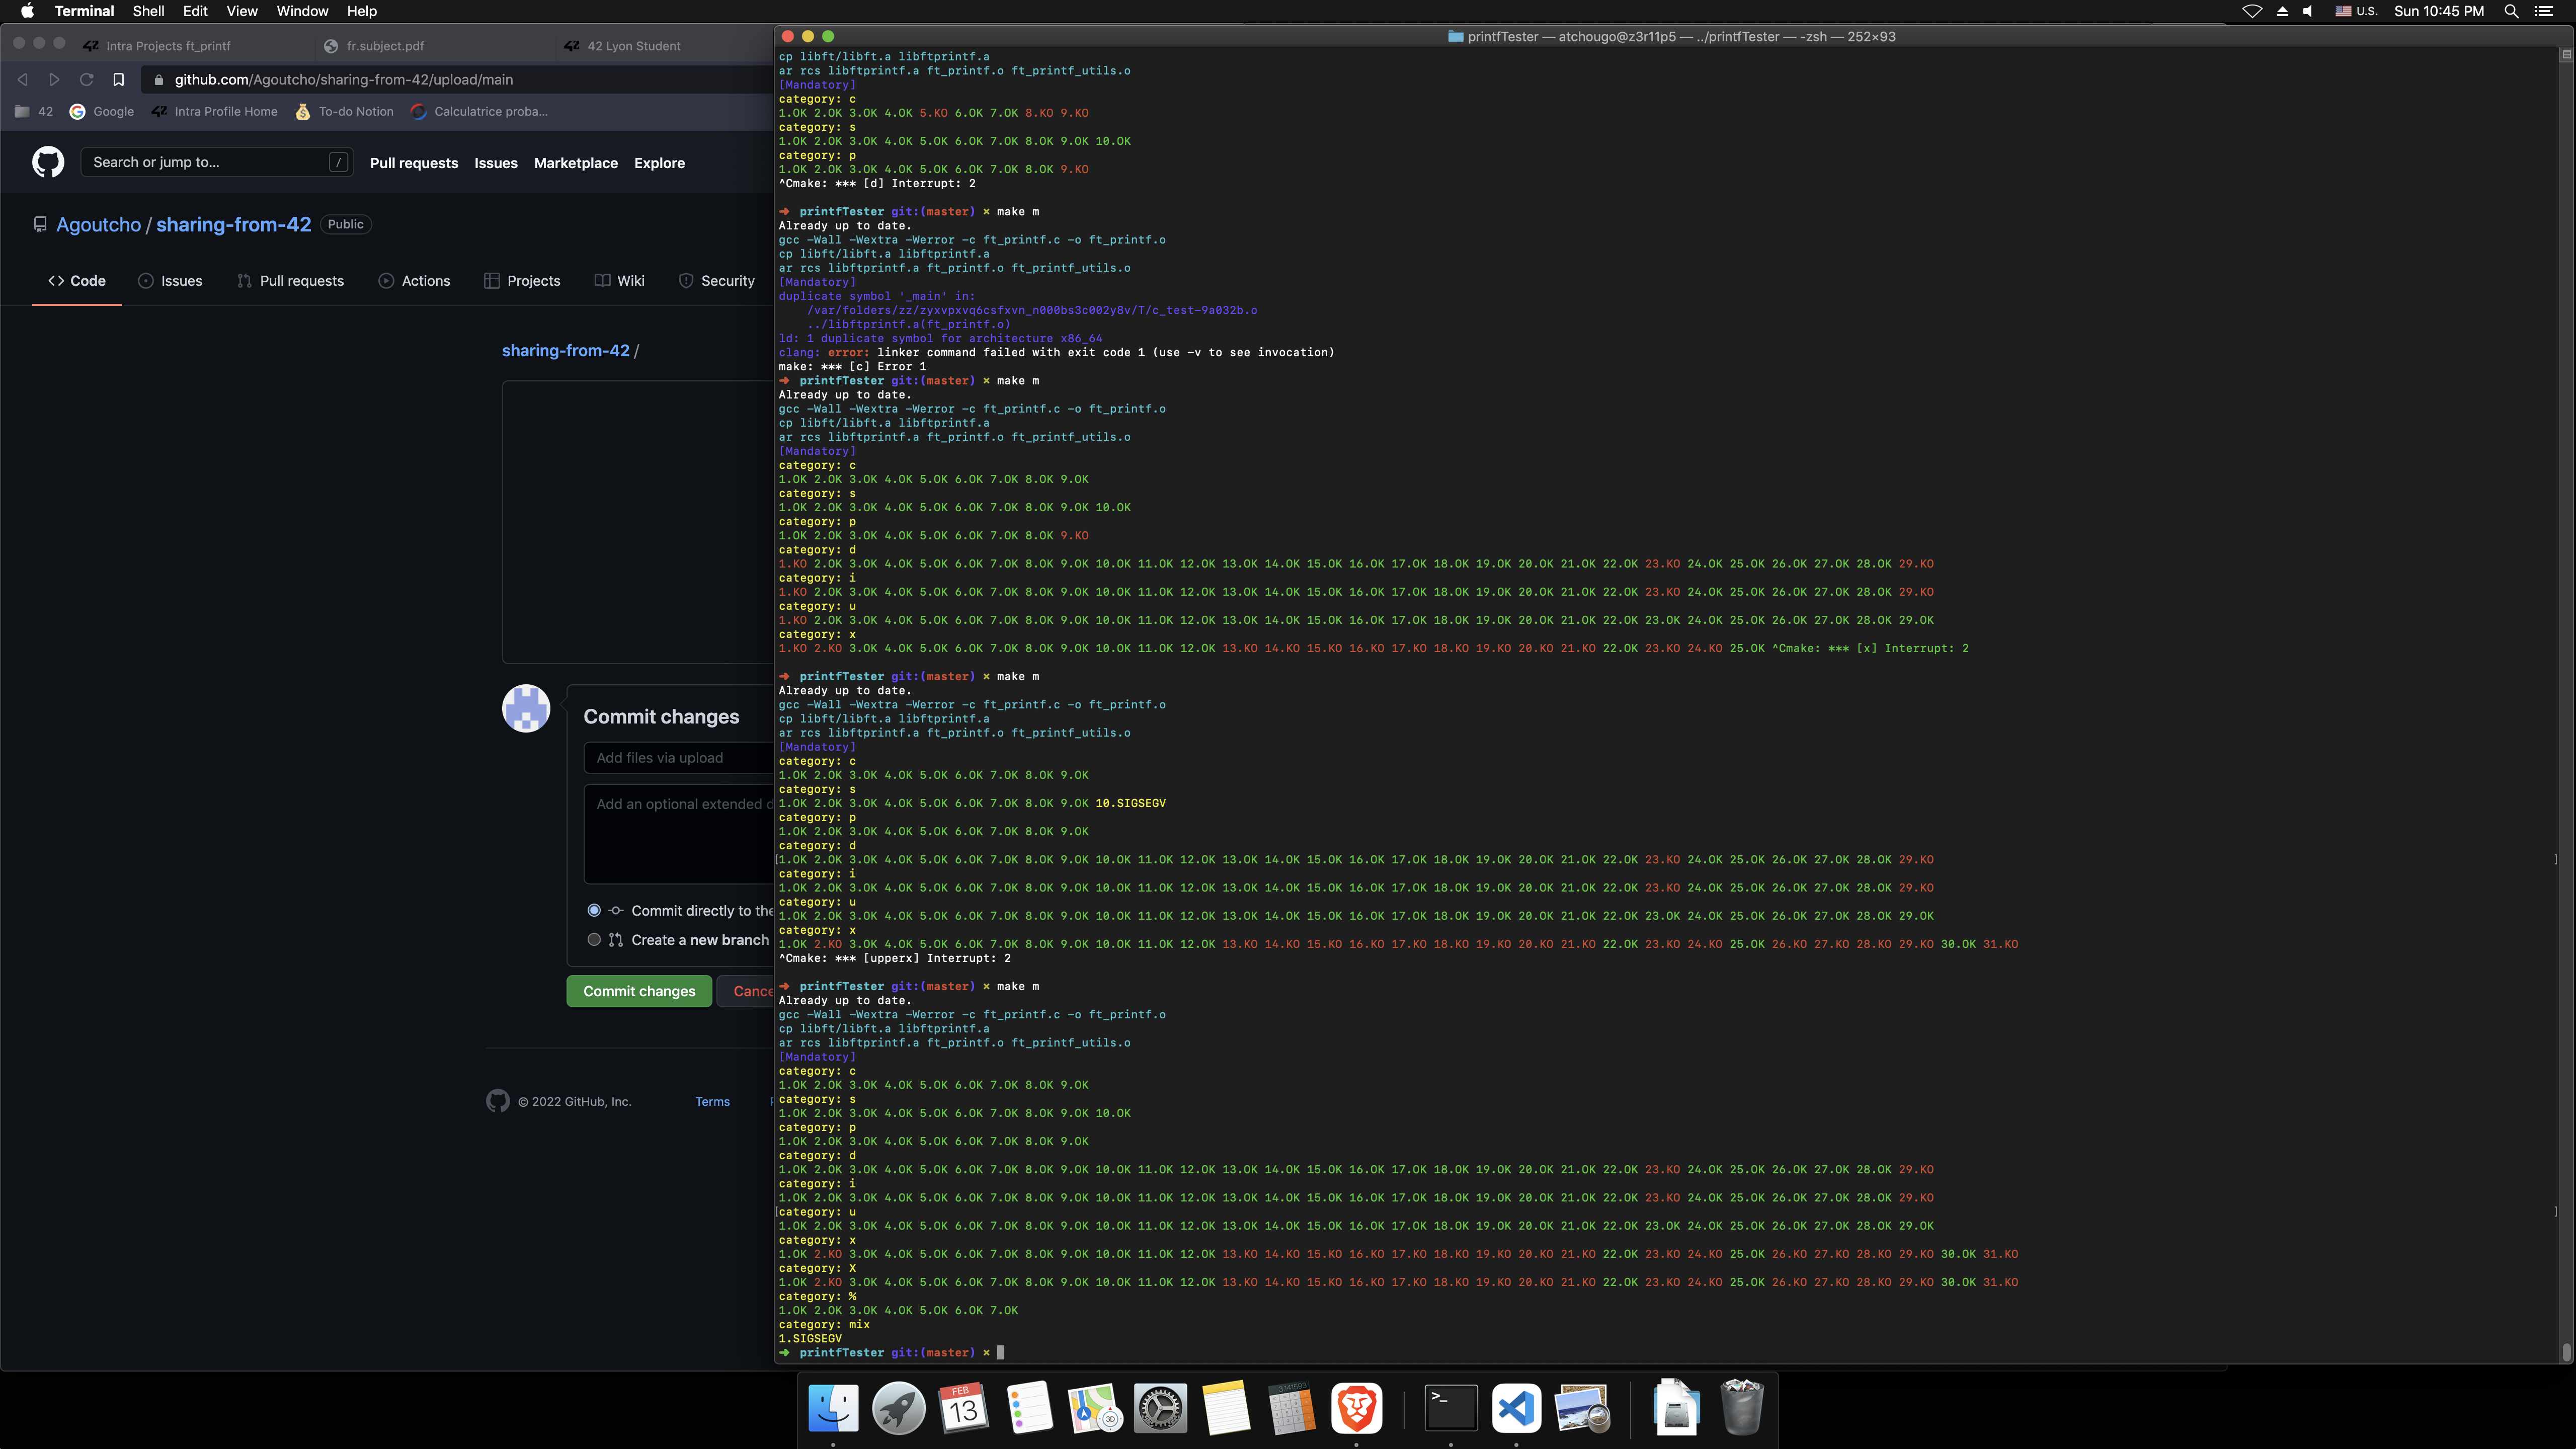 Terminal Shell Edit View Window Help
U.S. Sun 10:45 PM
Intra Projects ft_printf
fr.subject.pdf
42 Lyon Student
github.com/Agoutcho/sharing-from-42/upload/main
42 Google Intra Profile Home To-do Notion Calculatrice proba...
Search or jump to... /
Pull requests Issues Marketplace Explore
Agoutcho / sharing-from-42 Public
<> Code Issues Pull requests Actions Projects Wiki Security
sharing-from-42 /
Commit changes
Add files via upload
Add an optional extended d
Commit directly to the
Create a new branch
Commit changes Cance
© 2022 GitHub, Inc. Terms
printfTester — atchougo@z3r11p5 — ../printfTester — -zsh — 252×93
cp libft/libft.a libftprintf.a
ar rcs libftprintf.a ft_printf.o ft_printf_utils.o
[Mandatory]
category: c
1.OK 2.OK 3.OK 4.OK 5.KO 6.OK 7.OK 8.KO 9.KO
category: s
1.OK 2.OK 3.OK 4.OK 5.OK 6.OK 7.OK 8.OK 9.OK 10.OK
category: p
1.OK 2.OK 3.OK 4.OK 5.OK 6.OK 7.OK 8.OK 9.KO
^Cmake: *** [d] Interrupt: 2
➜ printfTester git:(master) × make m
Already up to date.
gcc -Wall -Wextra -Werror -c ft_printf.c -o ft_printf.o
cp libft/libft.a libftprintf.a
ar rcs libftprintf.a ft_printf.o ft_printf_utils.o
[Mandatory]
duplicate symbol '_main' in:
/var/folders/zz/zyxvpxvq6csfxvn_n000bs3c002y8v/T/c_test-9a032b.o
../libftprintf.a(ft_printf.o)
ld: 1 duplicate symbol for architecture x86_64
clang: error: linker command failed with exit code 1 (use -v to see invocation)
make: *** [c] Error 1
➜ printfTester git:(master) × make m
Already up to date.
gcc -Wall -Wextra -Werror -c ft_printf.c -o ft_printf.o
cp libft/libft.a libftprintf.a
ar rcs libftprintf.a ft_printf.o ft_printf_utils.o
[Mandatory]
category: c
1.OK 2.OK 3.OK 4.OK 5.OK 6.OK 7.OK 8.OK 9.OK
category: s
1.OK 2.OK 3.OK 4.OK 5.OK 6.OK 7.OK 8.OK 9.OK 10.OK
category: p
1.OK 2.OK 3.OK 4.OK 5.OK 6.OK 7.OK 8.OK 9.KO
category: d
1.KO 2.OK 3.OK 4.OK 5.OK 6.OK 7.OK 8.OK 9.OK 10.OK 11.OK 12.OK 13.OK 14.OK 15.OK 16.OK 17.OK 18.OK 19.OK 20.OK 21.OK 22.OK 23.KO 24.OK 25.OK 26.OK 27.OK 28.OK 29.KO
category: i
1.KO 2.OK 3.OK 4.OK 5.OK 6.OK 7.OK 8.OK 9.OK 10.OK 11.OK 12.OK 13.OK 14.OK 15.OK 16.OK 17.OK 18.OK 19.OK 20.OK 21.OK 22.OK 23.KO 24.OK 25.OK 26.OK 27.OK 28.OK 29.KO
category: u
1.KO 2.OK 3.OK 4.OK 5.OK 6.OK 7.OK 8.OK 9.OK 10.OK 11.OK 12.OK 13.OK 14.OK 15.OK 16.OK 17.OK 18.OK 19.OK 20.OK 21.OK 22.OK 23.OK 24.OK 25.OK 26.OK 27.OK 28.OK 29.OK
category: x
1.KO 2.KO 3.OK 4.OK 5.OK 6.OK 7.OK 8.OK 9.OK 10.OK 11.OK 12.OK 13.KO 14.KO 15.KO 16.KO 17.KO 18.KO 19.KO 20.KO 21.KO 22.OK 23.KO 24.KO 25.OK ^Cmake: *** [x] Interrupt: 2
➜ printfTester git:(master) × make m
Already up to date.
gcc -Wall -Wextra -Werror -c ft_printf.c -o ft_printf.o
cp libft/libft.a libftprintf.a
ar rcs libftprintf.a ft_printf.o ft_printf_utils.o
[Mandatory]
category: c
1.OK 2.OK 3.OK 4.OK 5.OK 6.OK 7.OK 8.OK 9.OK
category: s
1.OK 2.OK 3.OK 4.OK 5.OK 6.OK 7.OK 8.OK 9.OK 10.SIGSEGV
category: p
1.OK 2.OK 3.OK 4.OK 5.OK 6.OK 7.OK 8.OK 9.OK
category: d
[1.OK 2.OK 3.OK 4.OK 5.OK 6.OK 7.OK 8.OK 9.OK 10.OK 11.OK 12.OK 13.OK 14.OK 15.OK 16.OK 17.OK 18.OK 19.OK 20.OK 21.OK 22.OK 23.KO 24.OK 25.OK 26.OK 27.OK 28.OK 29.KO ]
category: i
1.OK 2.OK 3.OK 4.OK 5.OK 6.OK 7.OK 8.OK 9.OK 10.OK 11.OK 12.OK 13.OK 14.OK 15.OK 16.OK 17.OK 18.OK 19.OK 20.OK 21.OK 22.OK 23.KO 24.OK 25.OK 26.OK 27.OK 28.OK 29.KO
category: u
1.OK 2.OK 3.OK 4.OK 5.OK 6.OK 7.OK 8.OK 9.OK 10.OK 11.OK 12.OK 13.OK 14.OK 15.OK 16.OK 17.OK 18.OK 19.OK 20.OK 21.OK 22.OK 23.OK 24.OK 25.OK 26.OK 27.OK 28.OK 29.OK
category: x
1.OK 2.KO 3.OK 4.OK 5.OK 6.OK 7.OK 8.OK 9.OK 10.OK 11.OK 12.OK 13.KO 14.KO 15.KO 16.KO 17.KO 18.KO 19.KO 20.KO 21.KO 22.OK 23.KO 24.KO 25.OK 26.KO 27.KO 28.KO 29.KO 30.OK 31.KO
^Cmake: *** [upperx] Interrupt: 2
➜ printfTester git:(master) × make m
Already up to date.
gcc -Wall -Wextra -Werror -c ft_printf.c -o ft_printf.o
cp libft/libft.a libftprintf.a
ar rcs libftprintf.a ft_printf.o ft_printf_utils.o
[Mandatory]
category: c
1.OK 2.OK 3.OK 4.OK 5.OK 6.OK 7.OK 8.OK 9.OK
category: s
1.OK 2.OK 3.OK 4.OK 5.OK 6.OK 7.OK 8.OK 9.OK 10.OK
category: p
1.OK 2.OK 3.OK 4.OK 5.OK 6.OK 7.OK 8.OK 9.OK
category: d
1.OK 2.OK 3.OK 4.OK 5.OK 6.OK 7.OK 8.OK 9.OK 10.OK 11.OK 12.OK 13.OK 14.OK 15.OK 16.OK 17.OK 18.OK 19.OK 20.OK 21.OK 22.OK 23.KO 24.OK 25.OK 26.OK 27.OK 28.OK 29.KO
category: i
1.OK 2.OK 3.OK 4.OK 5.OK 6.OK 7.OK 8.OK 9.OK 10.OK 11.OK 12.OK 13.OK 14.OK 15.OK 16.OK 17.OK 18.OK 19.OK 20.OK 21.OK 22.OK 23.KO 24.OK 25.OK 26.OK 27.OK 28.OK 29.KO
[category: u ]
1.OK 2.OK 3.OK 4.OK 5.OK 6.OK 7.OK 8.OK 9.OK 10.OK 11.OK 12.OK 13.OK 14.OK 15.OK 16.OK 17.OK 18.OK 19.OK 20.OK 21.OK 22.OK 23.OK 24.OK 25.OK 26.OK 27.OK 28.OK 29.OK
category: x
1.OK 2.KO 3.OK 4.OK 5.OK 6.OK 7.OK 8.OK 9.OK 10.OK 11.OK 12.OK 13.KO 14.KO 15.KO 16.KO 17.KO 18.KO 19.KO 20.KO 21.KO 22.OK 23.KO 24.KO 25.OK 26.KO 27.KO 28.KO 29.KO 30.OK 31.KO
category: X
1.OK 2.KO 3.OK 4.OK 5.OK 6.OK 7.OK 8.OK 9.OK 10.OK 11.OK 12.OK 13.KO 14.KO 15.KO 16.KO 17.KO 18.KO 19.KO 20.KO 21.KO 22.OK 23.KO 24.KO 25.OK 26.KO 27.KO 28.KO 29.KO 30.OK 31.KO
category: %
1.OK 2.OK 3.OK 4.OK 5.OK 6.OK 7.OK
category: mix
1.SIGSEGV
➜ printfTester git:(master) ×
FEB
13
3D